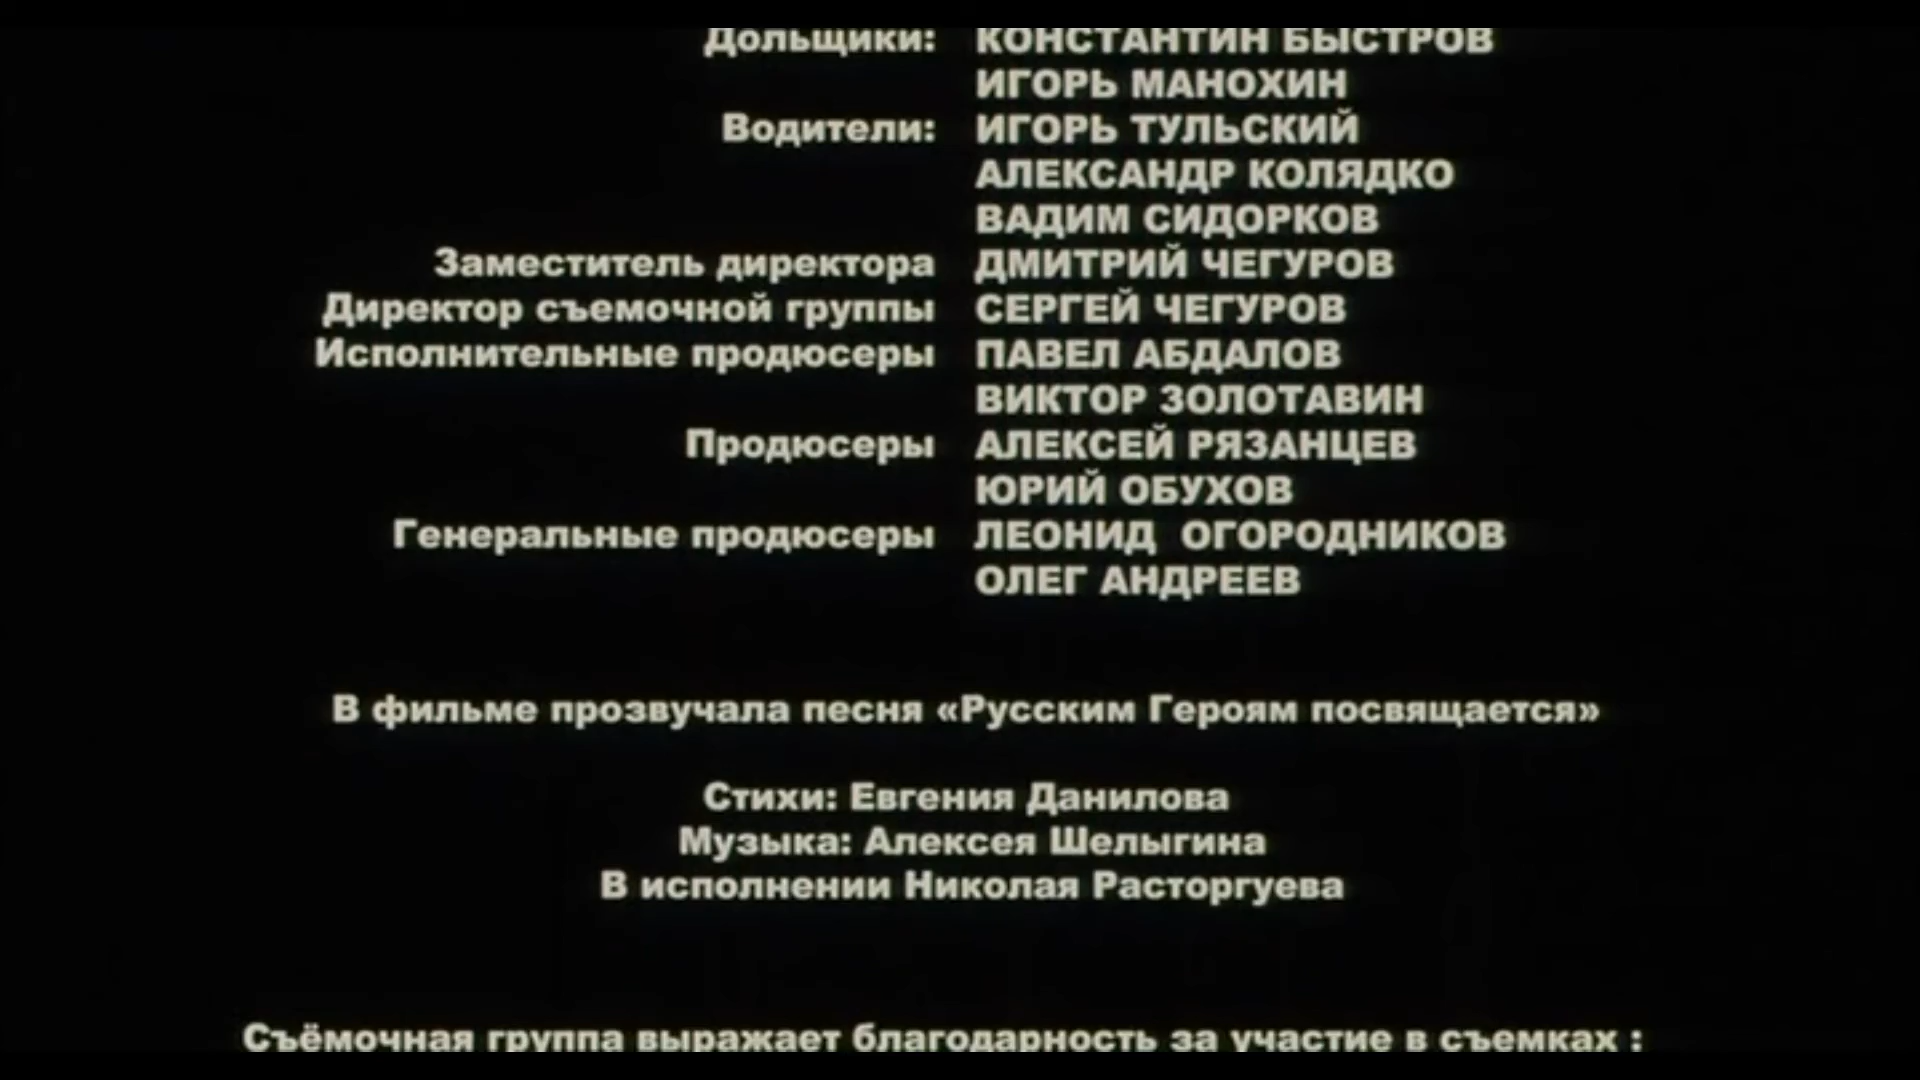 Дольщики: КОНСТАНТИН БЫСТРОВ
ИГОРЬ МАНОХИН
Водители: ИГОРЬ ТУЛЬСКИЙ
АЛЕКСАНДР КОЛЯДКО
ВАДИМ СИДОРКОВ
Заместитель директора ДМИТРИЙ ЧЕГУРОВ
Директор съемочной группы СЕРГЕЙ ЧЕГУРОВ
Исполнительные продюсеры ПАВЕЛ АБДАЛОВ
ВИКТОР ЗОЛОТАВИН
Продюсеры АЛЕКСЕЙ РЯЗАНЦЕВ
ЮРИЙ ОБУХОВ
Генеральные продюсеры ЛЕОНИД ОГОРОДНИКОВ
ОЛЕГ АНДРЕЕВ
В фильме прозвучала песня «Русским Героям посвящается»
Стихи: Евгения Данилова
Музыка: Алексея Шелыгина
В исполнении Николая Расторгуева
Съёмочная группа выражает благодарность за участие в съемках :